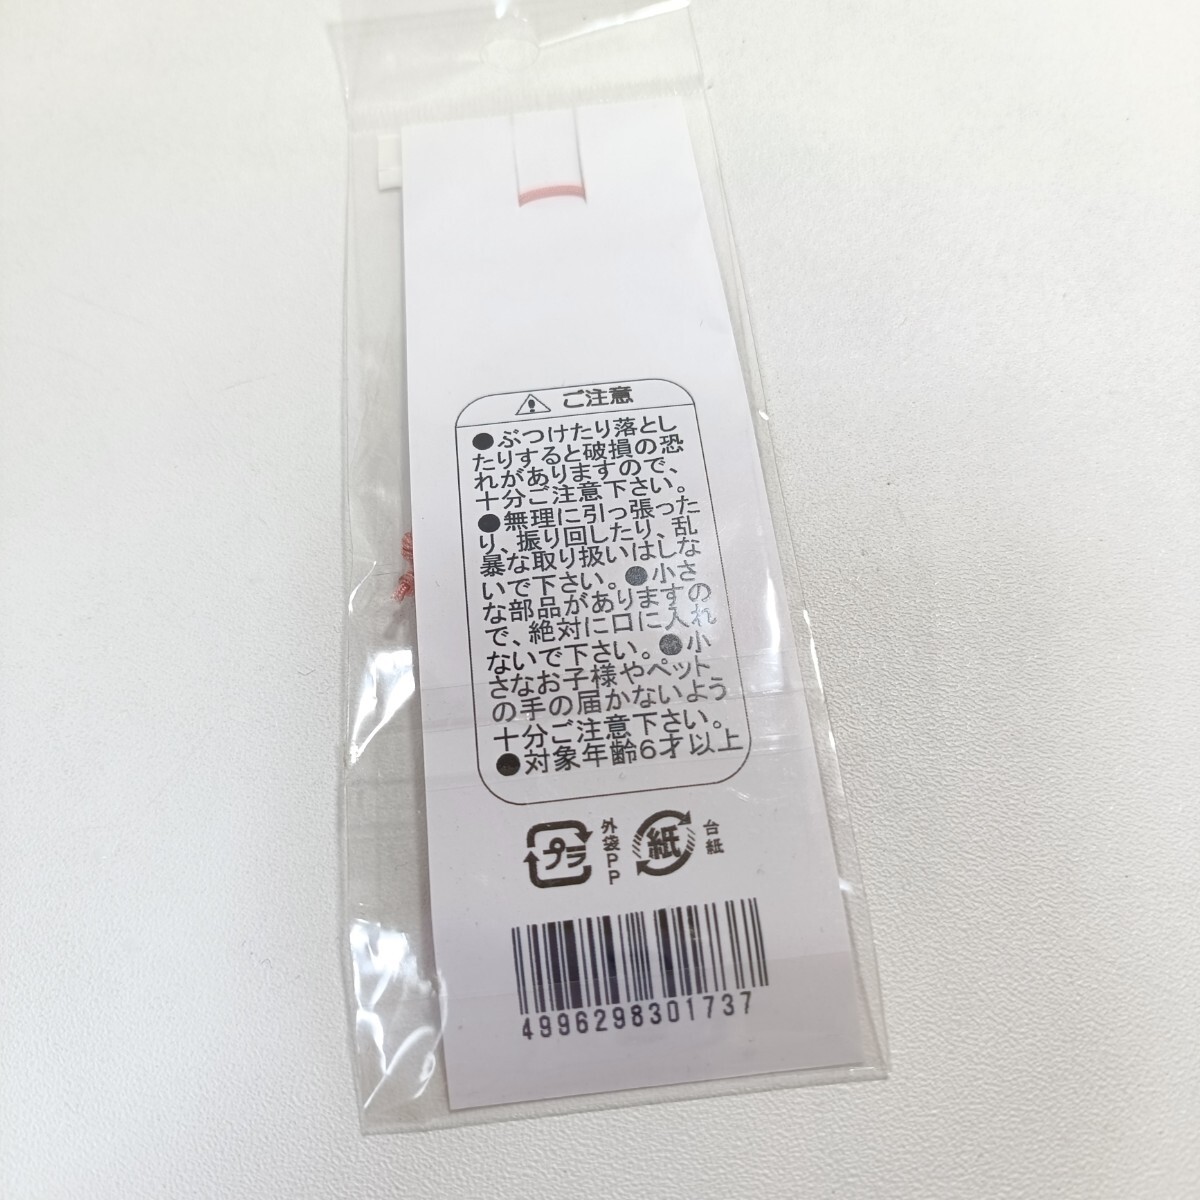 ご注意
●ぶつけたり落とし
たりすると破損の恐
れがありますので、
十分ご注意下さい。
●無理に引っ張った
り、振り回したり、乱
暴な取り扱いはしな
いで下さい。●小さ
な部品がありますの
で、絶対に口に入れ
ないで下さい。●小
さなお子様やペット
の手の届かないよう
十分ご注意下さい。
●対象年齢6才以上
プラ
外袋PP
紙
台紙
4996298301737